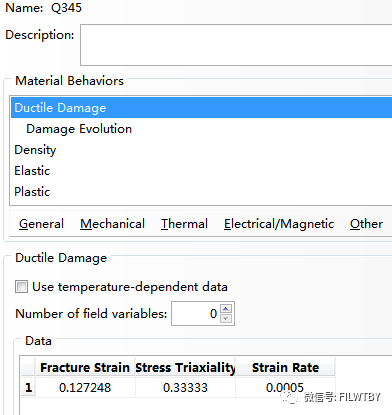 Name: Q345
Description:
Material Behaviors
Ductile Damage
Damage Evolution
Density
Elastic
Plastic
General Mechanical Thermal Electrical/Magnetic Other
Ductile Damage
Use temperature-dependent data
Number of field variables: 0
Data
Fracture Strain Stress Triaxiality Strain Rate
1 0.127248 0.33333 0.0005
微信号: FILWTBY